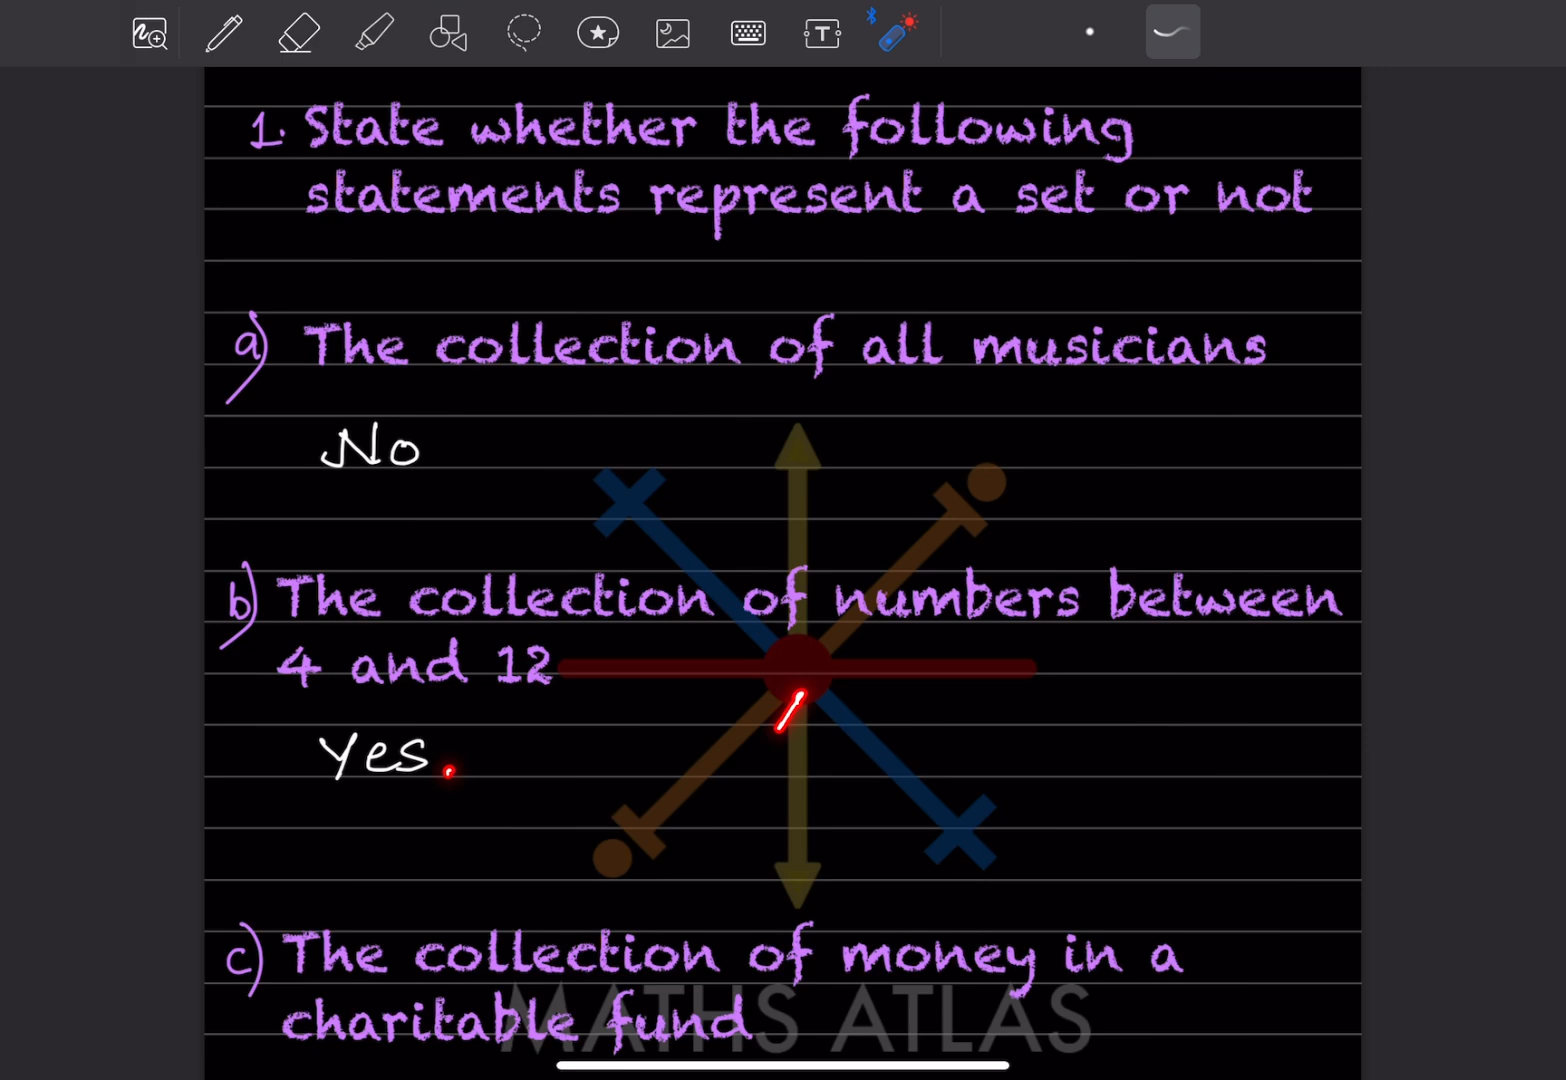 1. State whether the following
statements represent a set or not
a) The collection of all musicians
No
b) The collection of numbers between
4 and 12
Yes.
c) The collection of money in a
charitable fund
MATHS ATLAS